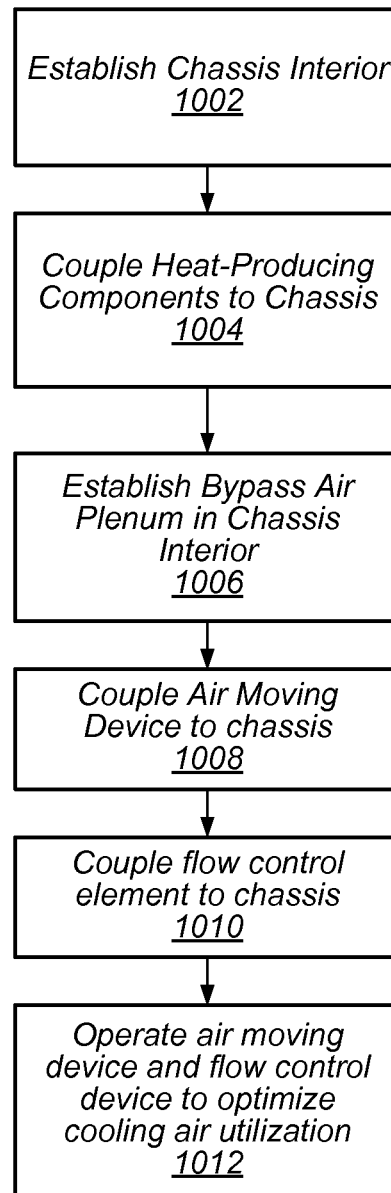 Establish Chassis Interior
1002
Couple Heat-Producing
Components to Chassis
1004
Establish Bypass Air
Plenum in Chassis
Interior
1006
Couple Air Moving
Device to chassis
1008
Couple flow control
element to chassis
1010
Operate air moving
device and flow control
device to optimize
cooling air utilization
1012